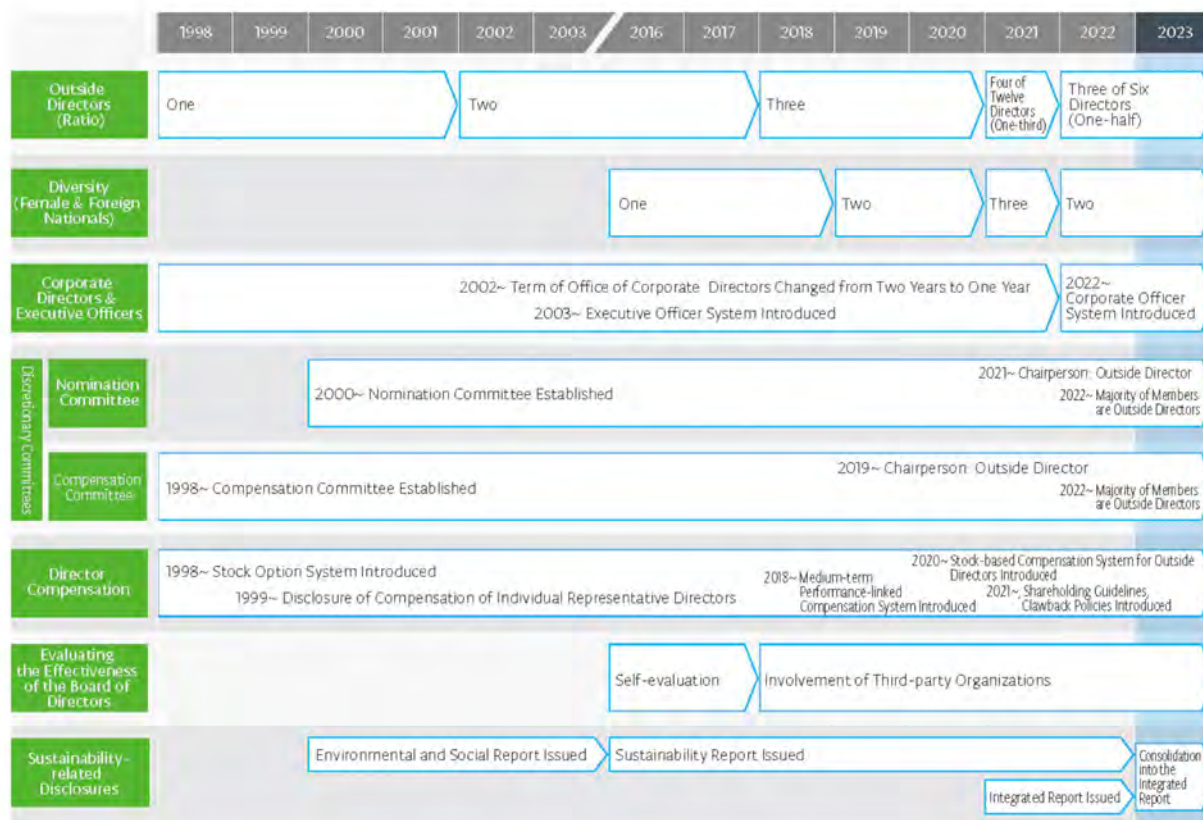 1998 1999 2000 2001 2002 2003 2016 2017 2018 2019 2020 2021 2022 2023
Outside
Directors
(Ratio)
One
Two
Three
Four of
Twelve
Directors
(One-third)
Three of Six
Directors
(One-half)
Diversity
(Female & Foreign
Nationals)
One
Two
Three
Two
Corporate
Directors &
Executive Officers
2002~ Term of Office of Corporate Directors Changed from Two Years to One Year
2003~ Executive Officer System Introduced
2022~
Corporate Officer
System Introduced
Discretionary Committees
Nomination
Committee
2000~ Nomination Committee Established
2021~ Chairperson: Outside Director
2022~ Majority of Members
are Outside Directors
Compensation
Committee
1998~ Compensation Committee Established
2019~ Chairperson: Outside Director
2022~ Majority of Members
are Outside Directors
Director
Compensation
1998~ Stock Option System Introduced
1999~ Disclosure of Compensation of Individual Representative Directors
2018~ Medium-term
Performance-linked
Compensation System Introduced
2020~ Stock-based Compensation System for Outside
Directors Introduced
2021~, Shareholding Guidelines,
Clawback Policies Introduced
Evaluating
the Effectiveness
of the Board of
Directors
Self-evaluation
Involvement of Third-party Organizations
Sustainability-
related
Disclosures
Environmental and Social Report Issued
Sustainability Report Issued
Integrated Report Issued
Consolidation
into the
Integrated
Report